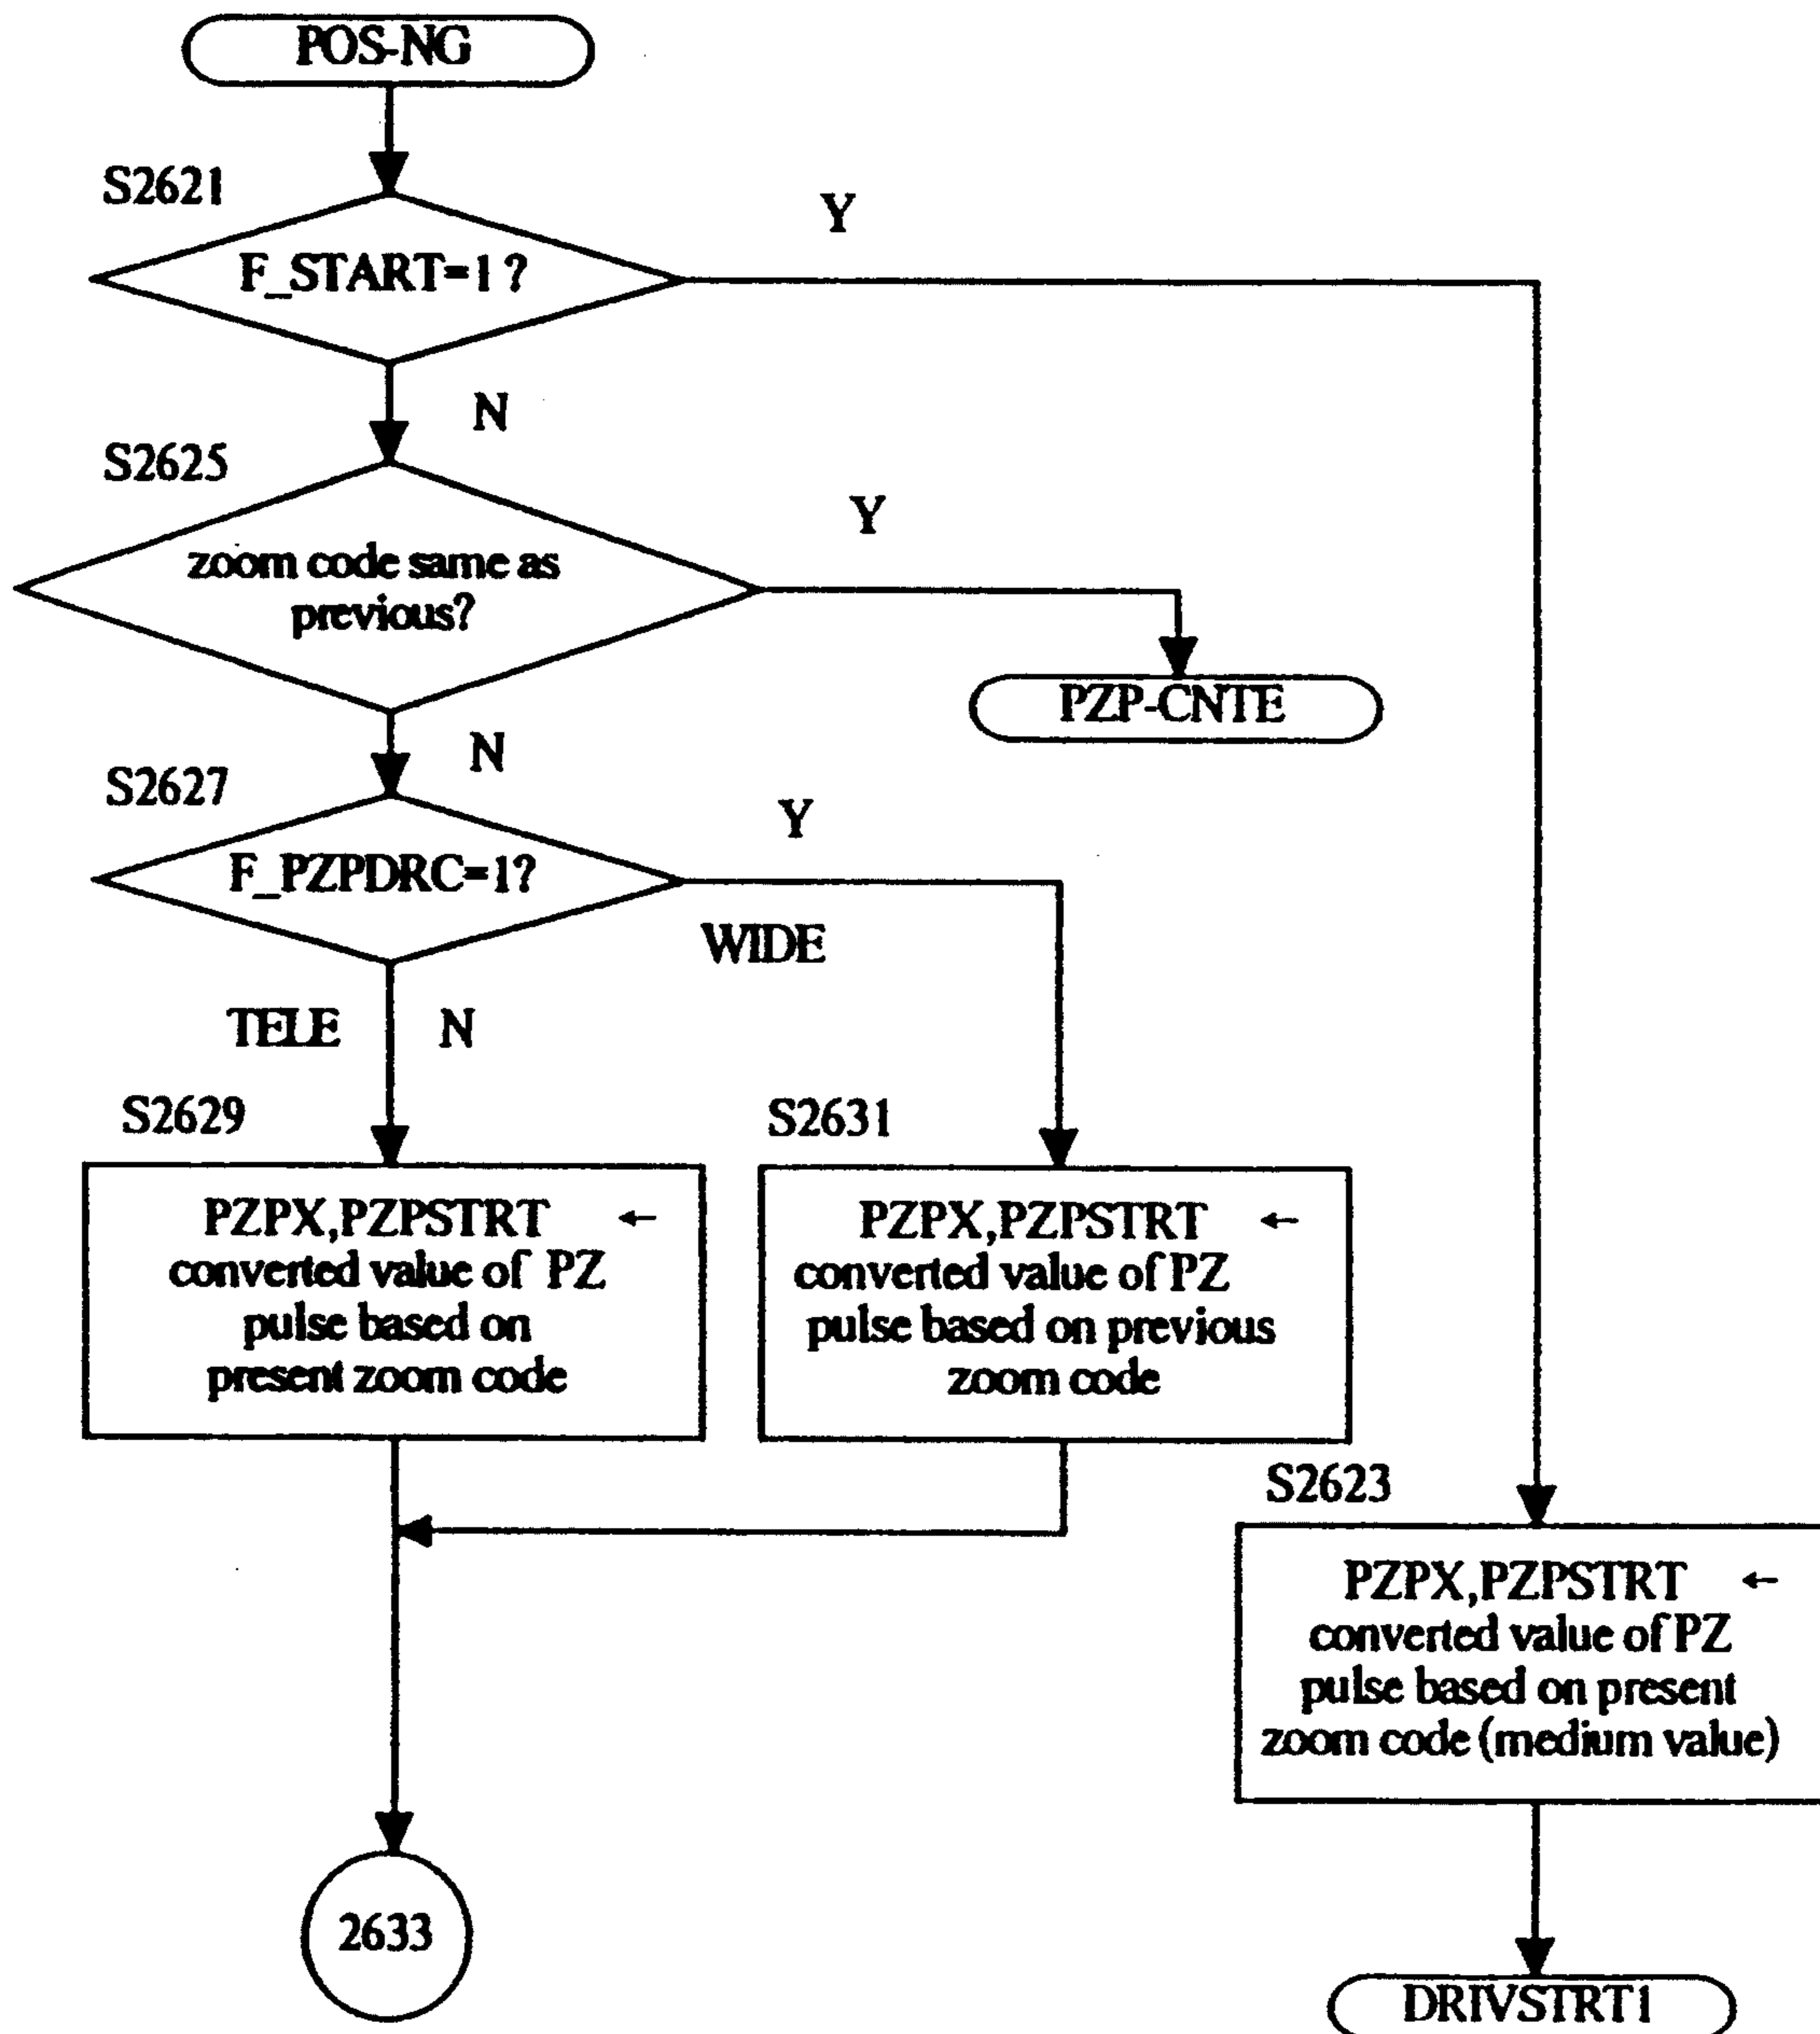 POS-NG
S2621
Y
F_START=1 ?
N
S2625
Y
zoom code same as
previous?
PZP-CNTE
N
S2627
Y
F_PZPDRC=1?
WIDE
TELE
N
S2629
PZPX,PZPSTRT ←
converted value of PZ
pulse based on
present zoom code
S2631
PZPX,PZPSTRT ←
converted value of PZ
pulse based on previous
zoom code
S2623
PZPX,PZPSTRT ←
converted value of PZ
pulse based on present
zoom code (medium value)
2633
DRIVSTRT1